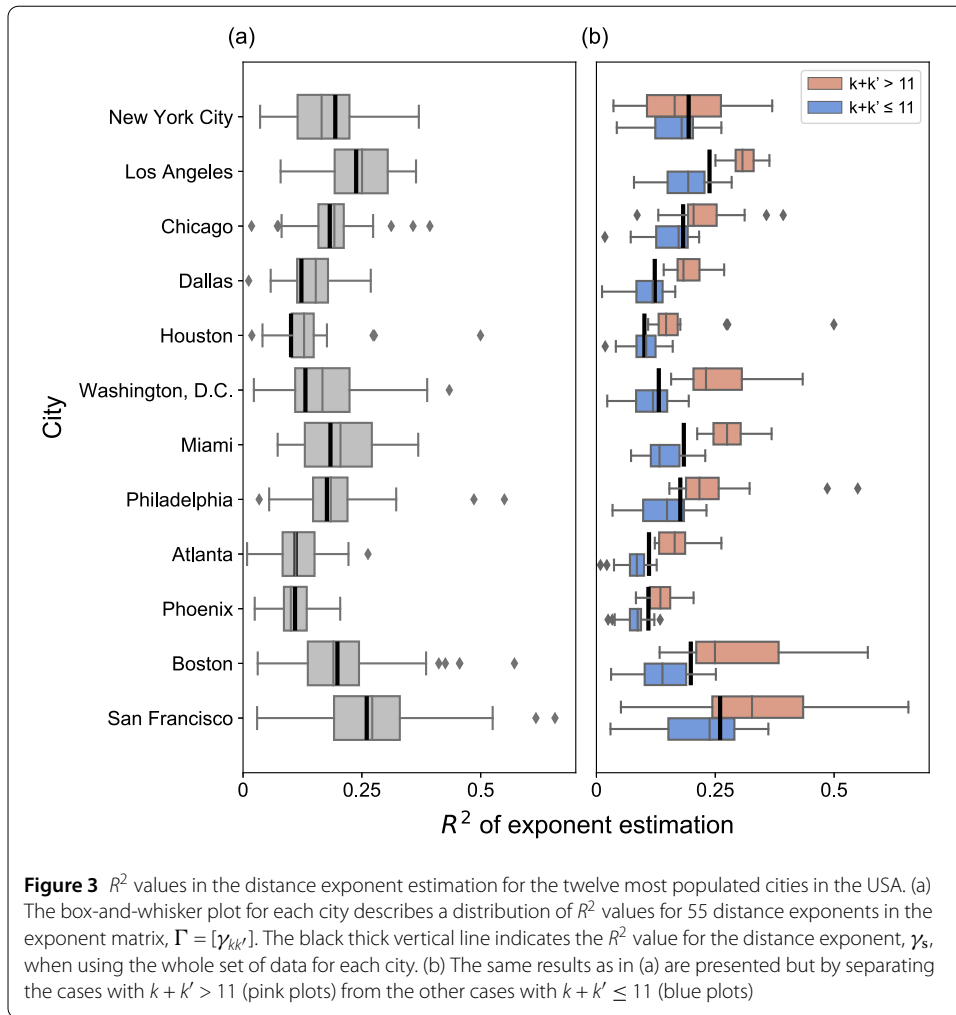 (a)
(b)
k+k' > 11
k+k' ≤ 11
City
New York City
Los Angeles
Chicago
Dallas
Houston
Washington, D.C.
Miami
Philadelphia
Atlanta
Phoenix
Boston
San Francisco
0 0.25 0.5 0 0.25 0.5
R² of exponent estimation
Figure 3 R² values in the distance exponent estimation for the twelve most populated cities in the USA. (a)
The box-and-whisker plot for each city describes a distribution of R² values for 55 distance exponents in the
exponent matrix, Γ = [γkk′]. The black thick vertical line indicates the R² value for the distance exponent, γs,
when using the whole set of data for each city. (b) The same results as in (a) are presented but by separating
the cases with k + k′ > 11 (pink plots) from the other cases with k + k′ ≤ 11 (blue plots)